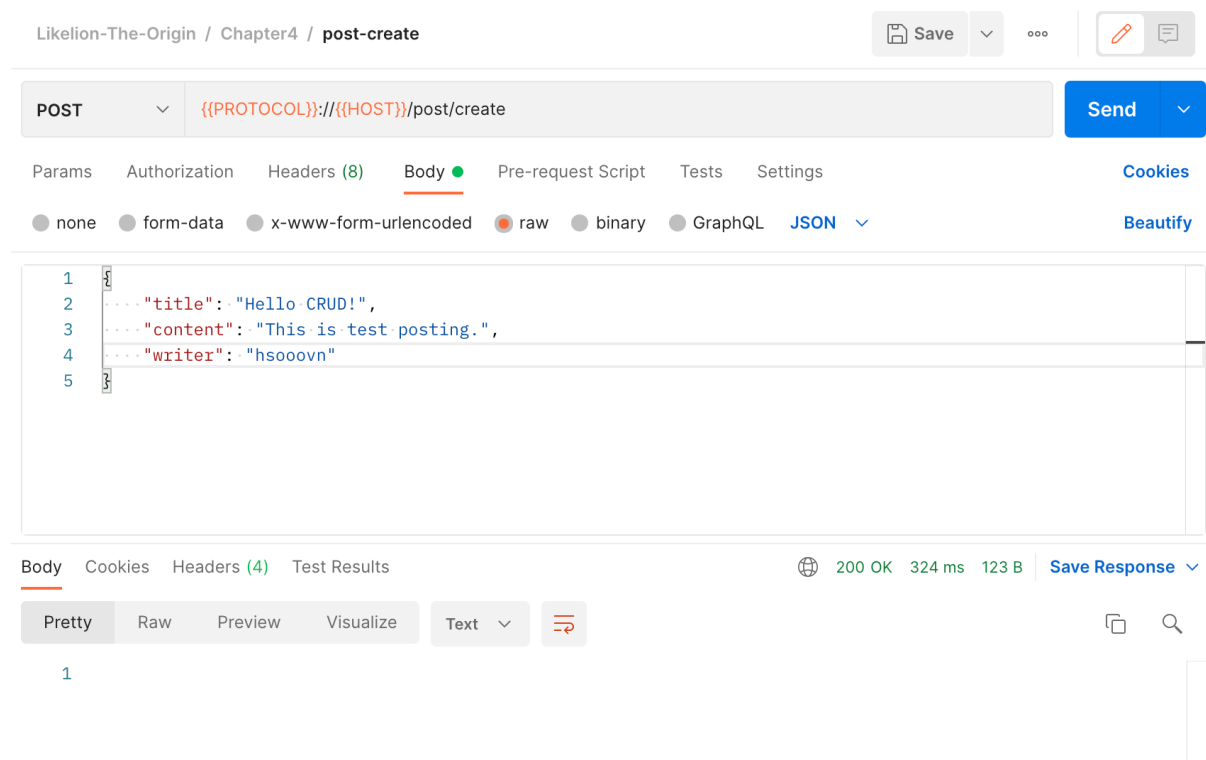 Likelion-The-Origin / Chapter4 / post-create
Save
POST
{{PROTOCOL}}://{{HOST}}/post/create
Send
Params Authorization Headers (8) Body Pre-request Script Tests Settings Cookies
none form-data x-www-form-urlencoded raw binary GraphQL JSON Beautify
1 {
2 "title": "Hello CRUD!",
3 "content": "This is test posting.",
4 "writer": "hsooovn"
5 }
Body Cookies Headers (4) Test Results 200 OK 324 ms 123 B Save Response
Pretty Raw Preview Visualize Text
1